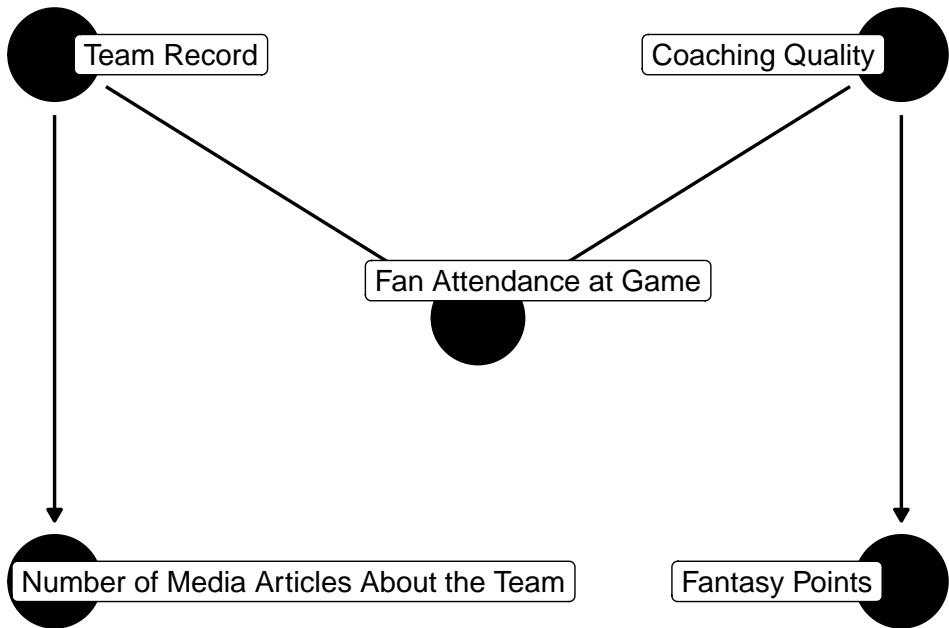 Team Record
Coaching Quality
Fan Attendance at Game
Number of Media Articles About the Team
Fantasy Points